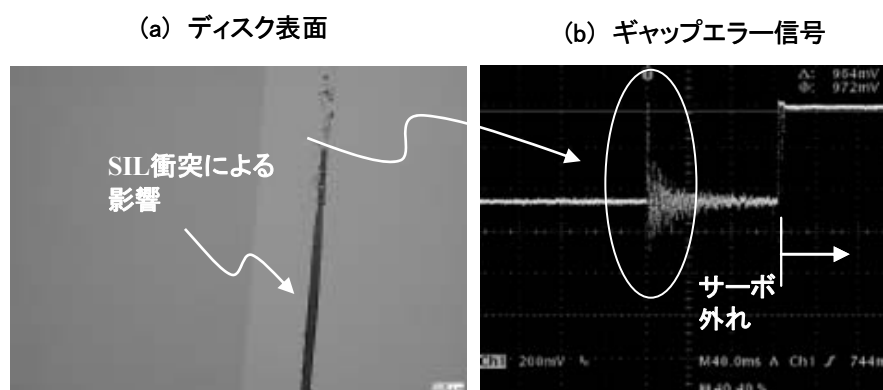 (a) ディスク表面
(b) ギャップエラー信号
SIL衝突による
影響
Δ: 964mV
@: 972mV
サーボ
外れ
Ch1 200mV
M40.0ms A Ch1 744m